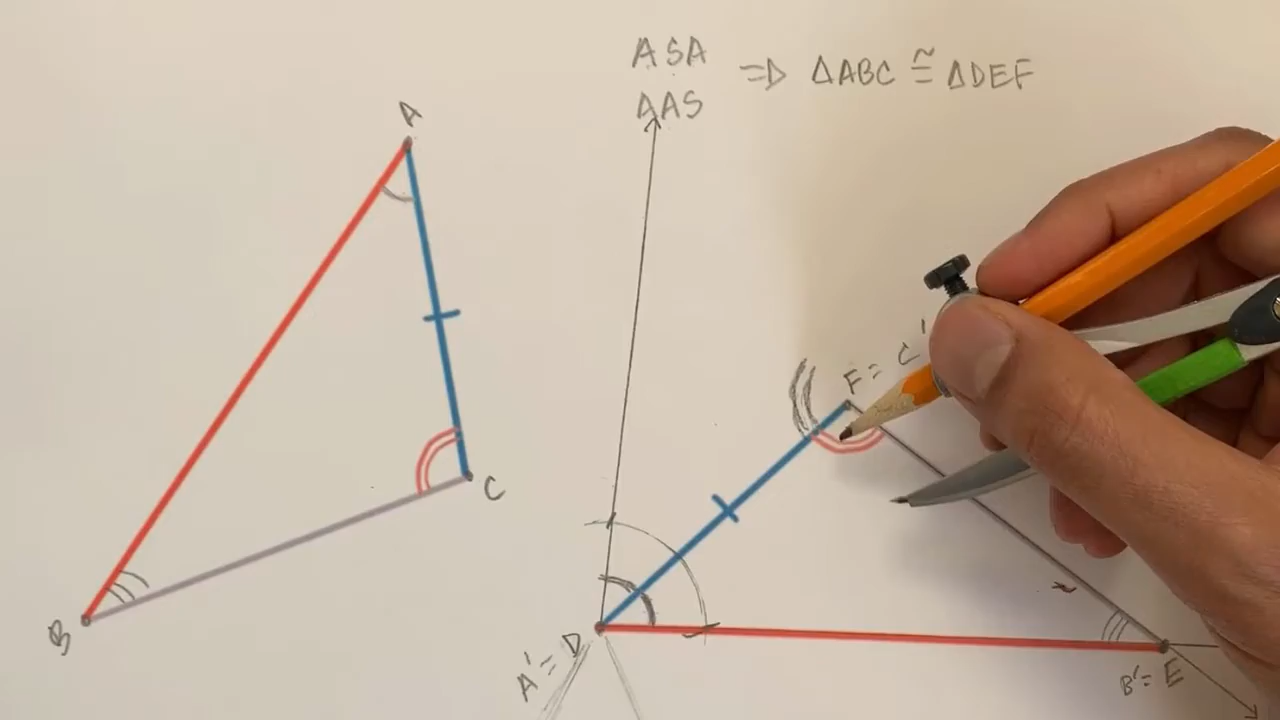 ASA
AAS
⇒ ΔABC ≅ ΔDEF
A
B
C
F = C'
A' = D
B' = E